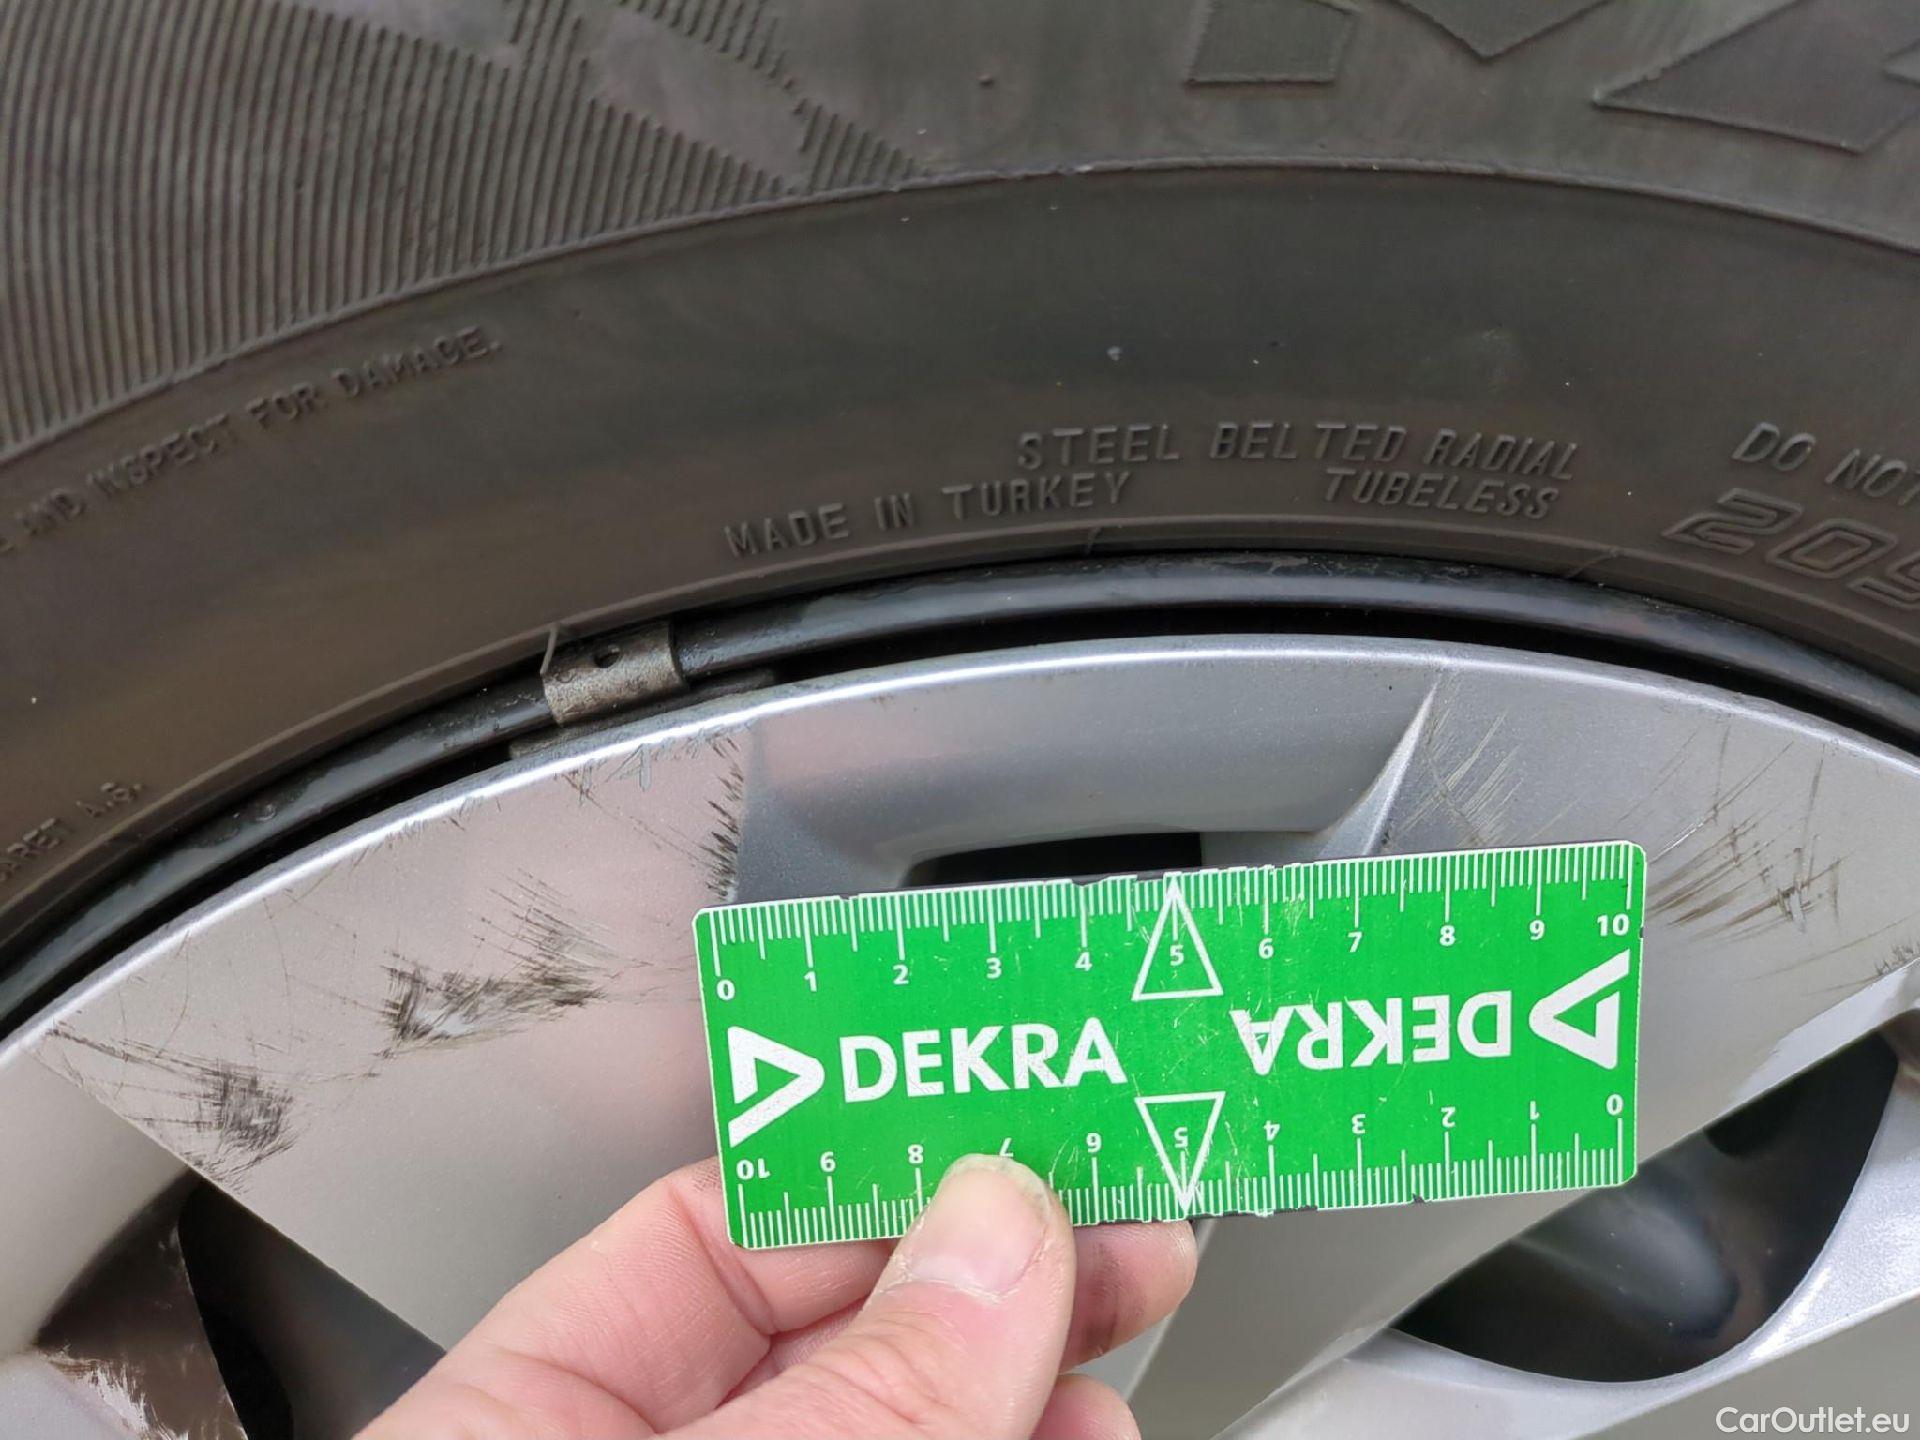 AND INSPECT FOR DAMAGE.
STEEL BELTED RADIAL
MADE IN TURKEY
TUBELESS
DO NOT
209
A.S.
0 1 2 3 4 5 6 7 8 9 10
DEKRA
DEKRA
10 9 8 7 6 5 4 3 2 1 0
CarOutlet.eu